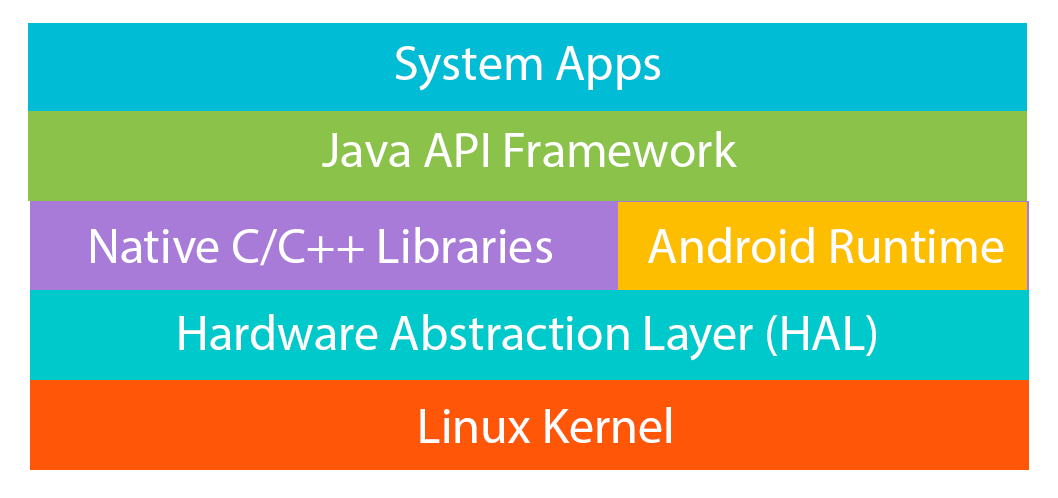 System Apps
Java API Framework
Native C/C++ Libraries
Android Runtime
Hardware Abstraction Layer (HAL)
Linux Kernel